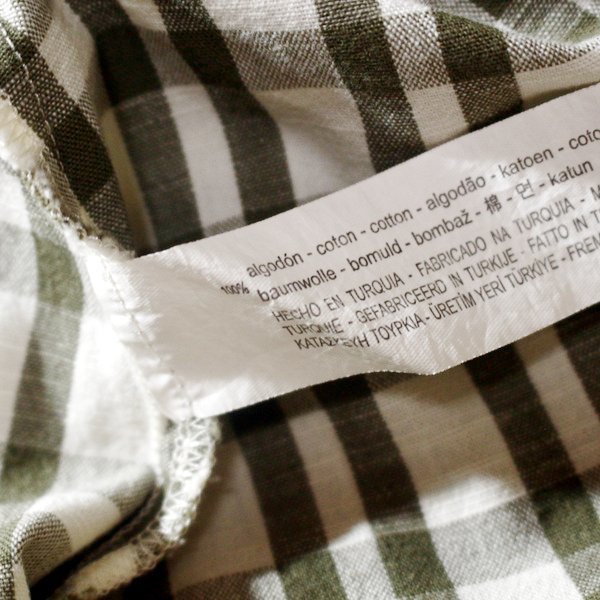 algodón - coton - cotton - algodão - katoen - coto
100% baumwolle - bomuld - bombaž - 棉 - 면 - katun
HECHO EN TURQUIA - FABRICADO NA TURQUIA - M
TURQUIE - GEFABRICEERD IN TURKIJE - FATTO IN T
ΚΑΤΑΣΚΕΥΗ ΤΟΥΡΚΙΑ - ÜRETİM YERİ TÜRKİYE - FREM